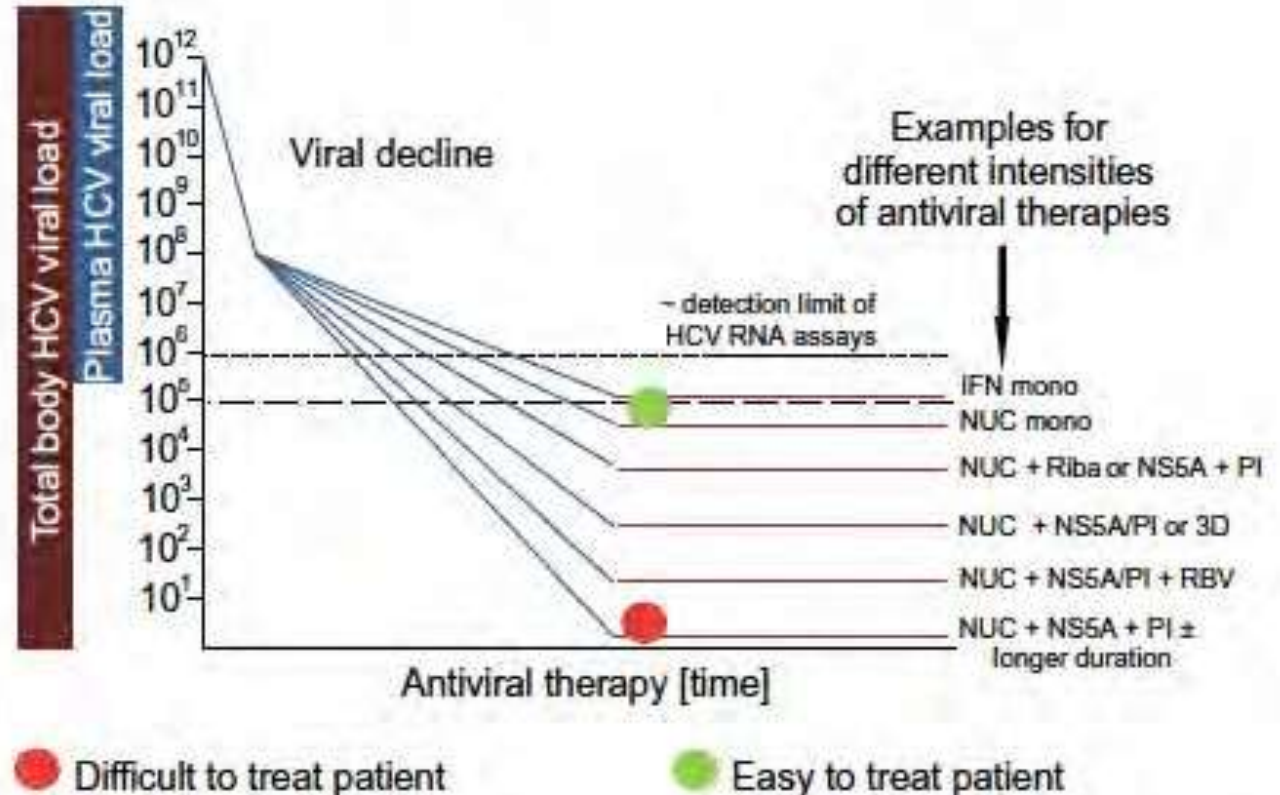 Total body HCV viral load
Plasma HCV viral load
10¹²
10¹¹
10¹⁰
10⁹
10⁸
10⁷
10⁶
10⁵
10⁴
10³
10²
10¹
Viral decline
Examples for
different intensities
of antiviral therapies
~ detection limit of
HCV RNA assays
IFN mono
NUC mono
NUC + Riba or NS5A + PI
NUC + NS5A/PI or 3D
NUC + NS5A/PI + RBV
NUC + NS5A + PI ±
longer duration
Antiviral therapy [time]
Difficult to treat patient
Easy to treat patient